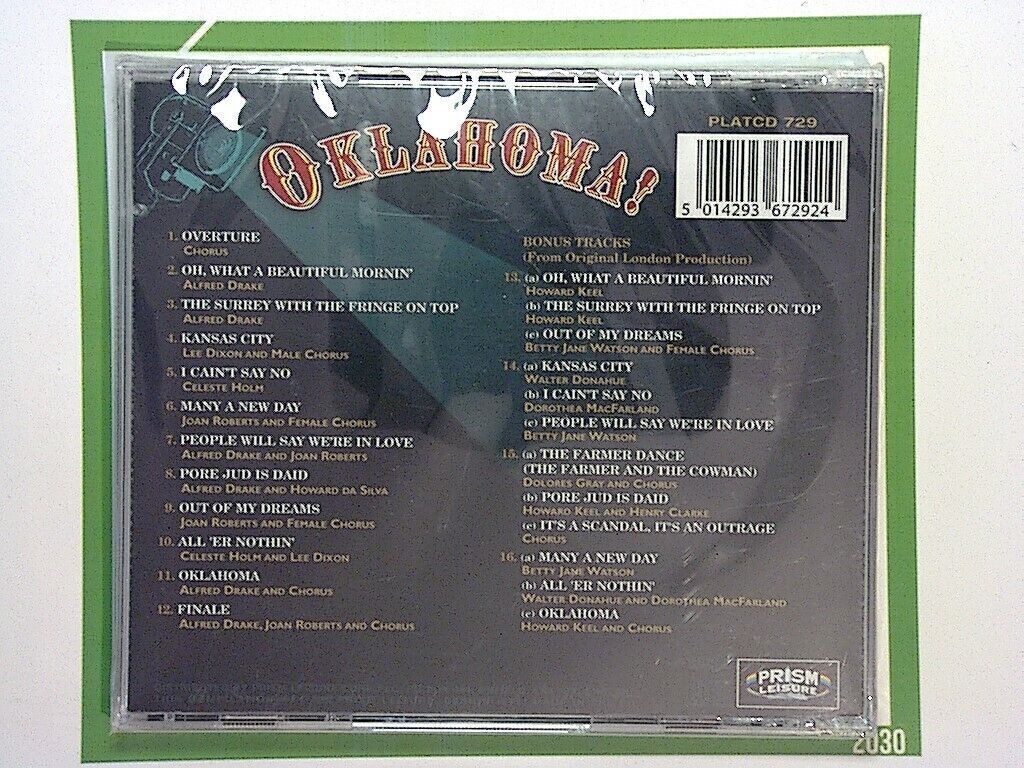 OKLAHOMA!
PLATCD 729
5 014293 672924
1. OVERTURE
CHORUS
2. OH, WHAT A BEAUTIFUL MORNIN'
ALFRED DRAKE
3. THE SURREY WITH THE FRINGE ON TOP
ALFRED DRAKE
4. KANSAS CITY
LEE DIXON AND MALE CHORUS
5. I CAIN'T SAY NO
CELESTE HOLM
6. MANY A NEW DAY
JOAN ROBERTS AND FEMALE CHORUS
7. PEOPLE WILL SAY WE'RE IN LOVE
ALFRED DRAKE AND JOAN ROBERTS
8. PORE JUD IS DAID
ALFRED DRAKE AND HOWARD DA SILVA
9. OUT OF MY DREAMS
JOAN ROBERTS AND FEMALE CHORUS
10. ALL 'ER NOTHIN'
CELESTE HOLM AND LEE DIXON
11. OKLAHOMA
ALFRED DRAKE AND CHORUS
12. FINALE
ALFRED DRAKE, JOAN ROBERTS AND CHORUS
BONUS TRACKS
(From Original London Production)
13. (a) OH, WHAT A BEAUTIFUL MORNIN'
HOWARD KEEL
(b) THE SURREY WITH THE FRINGE ON TOP
HOWARD KEEL
(c) OUT OF MY DREAMS
BETTY JANE WATSON AND FEMALE CHORUS
14. (a) KANSAS CITY
WALTER DONAHUE
(b) I CAIN'T SAY NO
DOROTHEA MACFARLAND
(c) PEOPLE WILL SAY WE'RE IN LOVE
BETTY JANE WATSON
15. (a) THE FARMER DANCE
(THE FARMER AND THE COWMAN)
DOLORES GRAY AND CHORUS
(b) PORE JUD IS DAID
HOWARD KEEL AND HENRY CLARKE
(c) IT'S A SCANDAL, IT'S AN OUTRAGE
CHORUS
16. (a) MANY A NEW DAY
BETTY JANE WATSON
(b) ALL 'ER NOTHIN'
WALTER DONAHUE AND DOROTHEA MACFARLAND
(c) OKLAHOMA
HOWARD KEEL AND CHORUS
PRISM
LEISURE
2030